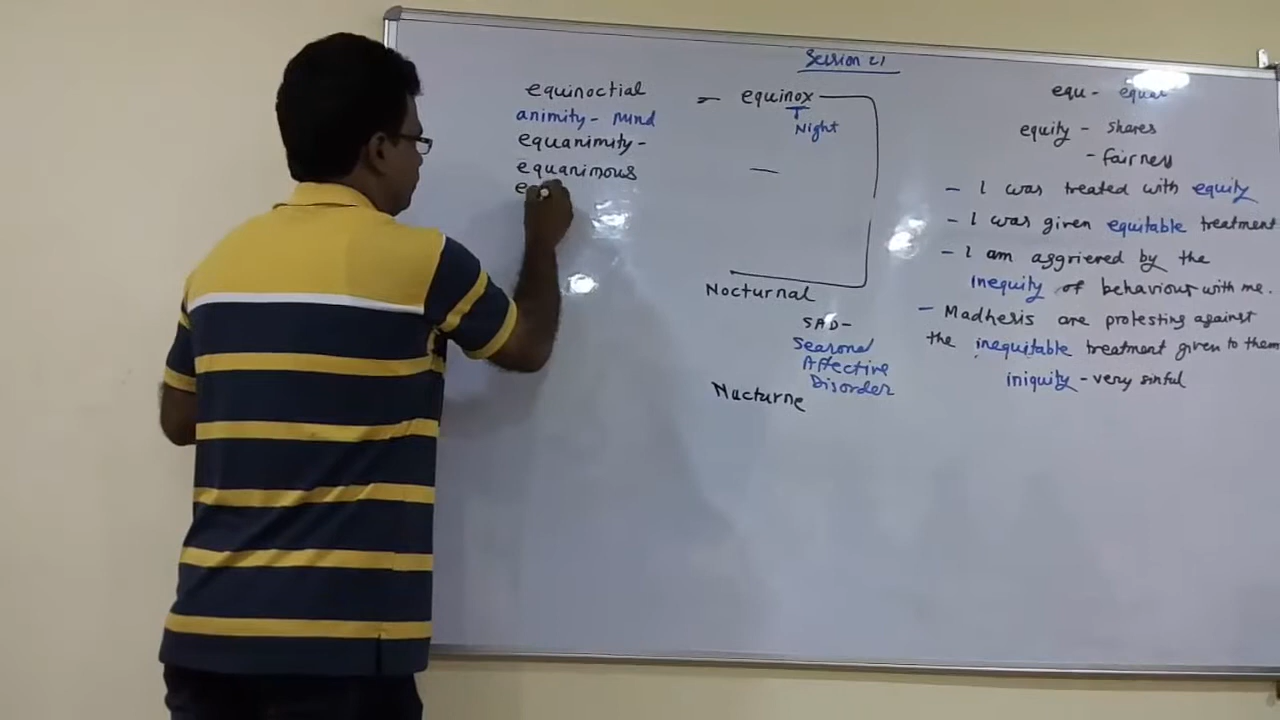 Session 21
equinoctial
animity - mind
equanimity -
equanimous
e
- equinox
Night
Nocturnal
SAD -
Seasonal
Affective
Disorder
Nucturne
equ - equal
equity - shares
- fairness
- I was treated with equity
- I was given equitable treatment
- I am aggriered by the
inequity of behaviour with me.
- Madhesis are protesting against
the inequitable treatment given to them
iniquity - very sinful